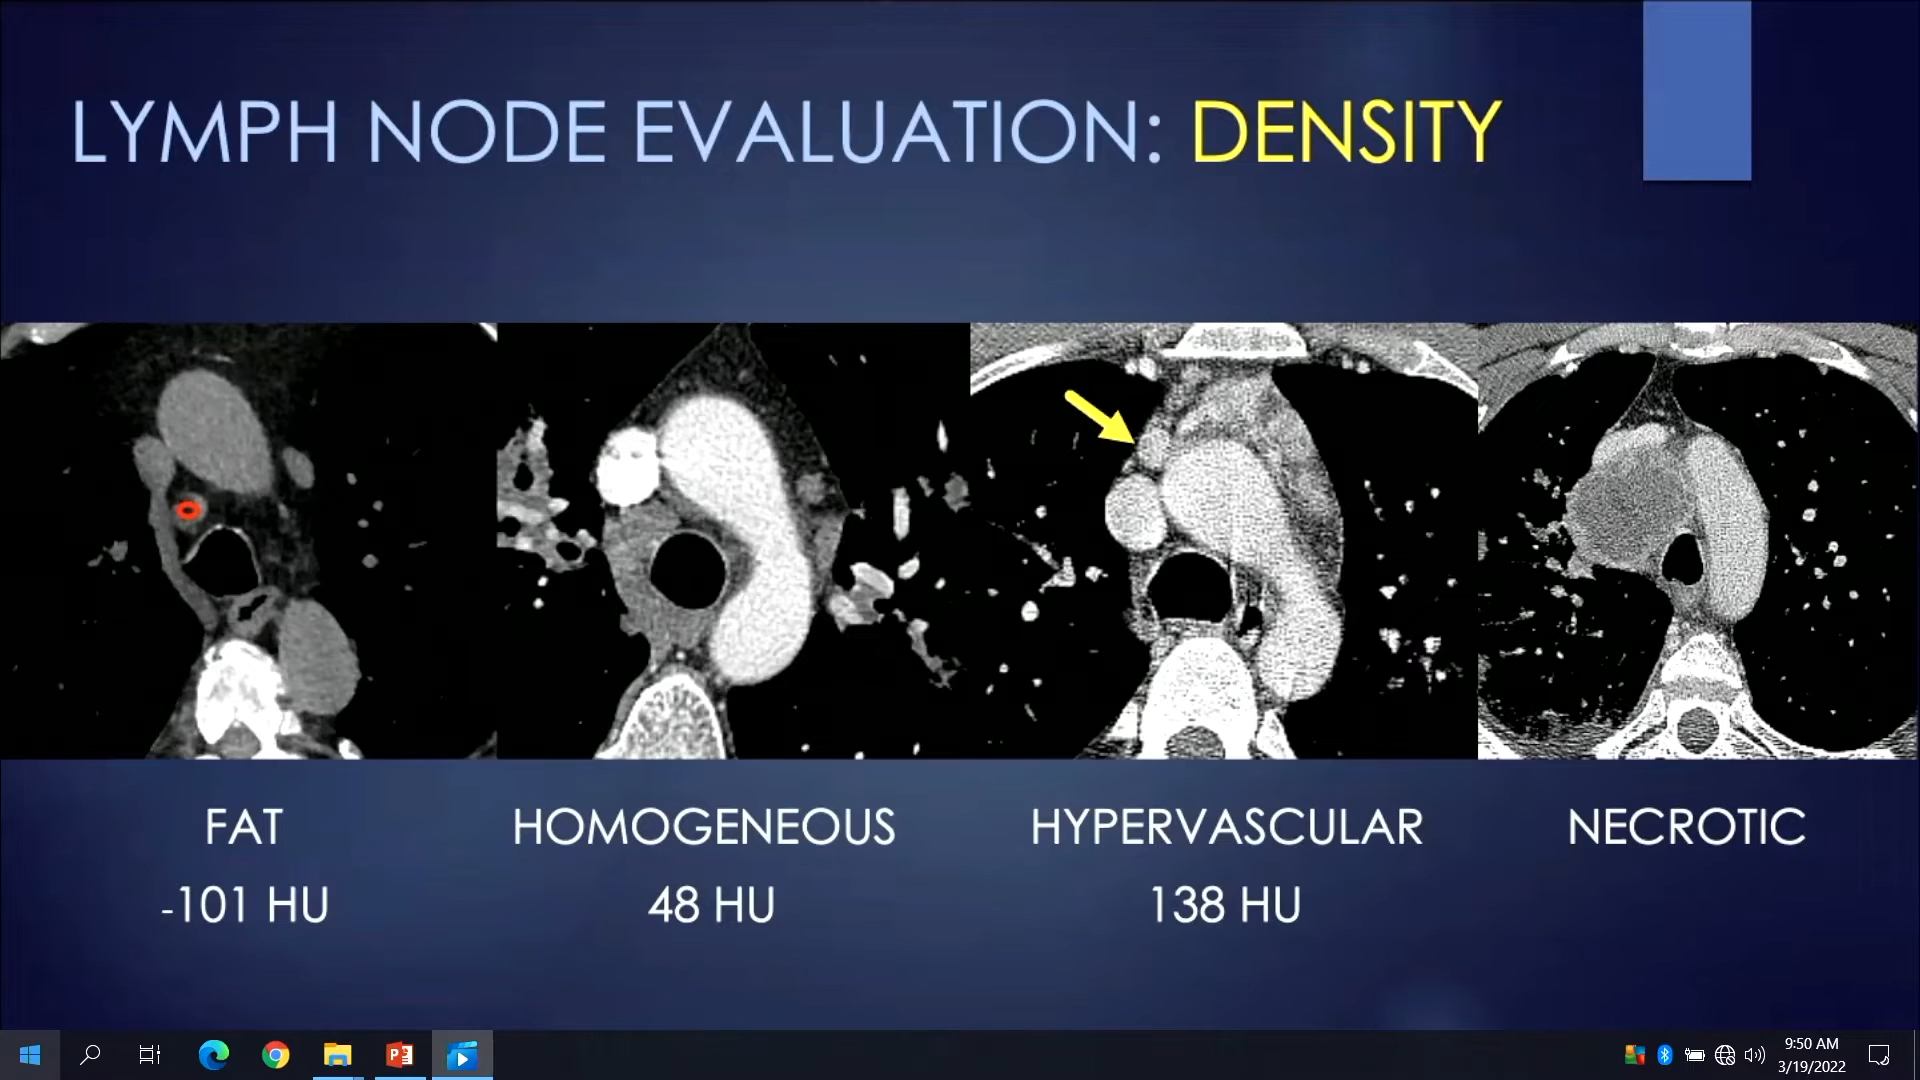 LYMPH NODE EVALUATION: DENSITY
FAT
HOMOGENEOUS
HYPERVASCULAR
NECROTIC
-101 HU
48 HU
138 HU
9:50 AM
3/19/2022